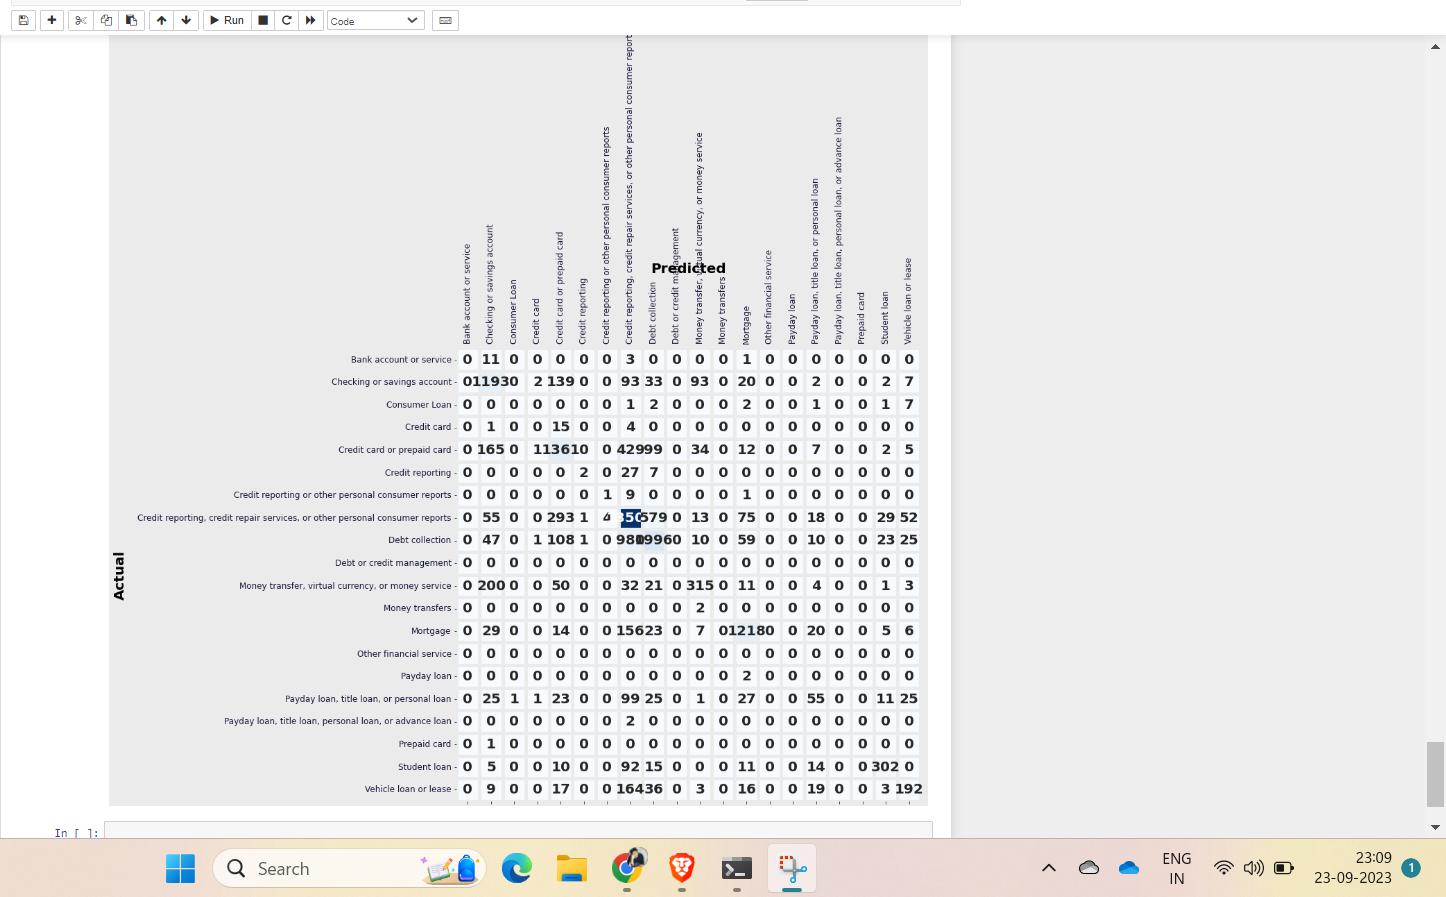 Run Code
Bank account or service
Checking or savings account
Consumer Loan
Credit card
Credit card or prepaid card
Credit reporting
Credit reporting or other personal consumer reports
Credit reporting, credit repair services, or other personal consumer report
Debt collection
Debt or credit management
Money transfer, virtual currency, or money service
Money transfers
Mortgage
Other financial service
Payday loan
Payday loan, title loan, or personal loan
Payday loan, title loan, personal loan, or advance loan
Prepaid card
Student loan
Vehicle loan or lease
Predicted
Actual
Bank account or service - 0 11 0 0 0 0 0 3 0 0 0 0 1 0 0 0 0 0 0 0
Checking or savings account - 0 1193 0 2 139 0 0 93 33 0 93 0 20 0 0 2 0 0 2 7
Consumer Loan - 0 0 0 0 0 0 0 1 2 0 0 0 2 0 0 1 0 0 1 7
Credit card - 0 1 0 0 15 0 0 4 0 0 0 0 0 0 0 0 0 0 0 0
Credit card or prepaid card - 0 165 0 1 1361 0 0 429 99 0 34 0 12 0 0 7 0 0 2 5
Credit reporting - 0 0 0 0 0 2 0 27 7 0 0 0 0 0 0 0 0 0 0 0
Credit reporting or other personal consumer reports - 0 0 0 0 0 0 1 9 0 0 0 0 1 0 0 0 0 0 0 0
Credit reporting, credit repair services, or other personal consumer reports - 0 55 0 0 293 1 4 579 0 13 0 75 0 0 18 0 0 29 52
Debt collection - 0 47 0 1 108 1 0 980 1996 0 10 0 59 0 0 10 0 0 23 25
Debt or credit management - 0 0 0 0 0 0 0 0 0 0 0 0 0 0 0 0 0 0 0 0
Money transfer, virtual currency, or money service - 0 200 0 0 50 0 0 32 21 0 315 0 11 0 0 4 0 0 1 3
Money transfers - 0 0 0 0 0 0 0 0 0 0 2 0 0 0 0 0 0 0 0 0
Mortgage - 0 29 0 0 14 0 0 156 23 0 7 0 1218 0 0 20 0 0 5 6
Other financial service - 0 0 0 0 0 0 0 0 0 0 0 0 0 0 0 0 0 0 0 0
Payday loan - 0 0 0 0 0 0 0 0 0 0 0 0 2 0 0 0 0 0 0 0
Payday loan, title loan, or personal loan - 0 25 1 1 23 0 0 99 25 0 1 0 27 0 0 55 0 0 11 25
Payday loan, title loan, personal loan, or advance loan - 0 0 0 0 0 0 0 2 0 0 0 0 0 0 0 0 0 0 0 0
Prepaid card - 0 1 0 0 0 0 0 0 0 0 0 0 0 0 0 0 0 0 0 0
Student loan - 0 5 0 0 10 0 0 92 15 0 0 0 11 0 0 14 0 0 302 0
Vehicle loan or lease - 0 9 0 0 17 0 0 164 36 0 3 0 16 0 0 19 0 0 3 192
In [ ]:
Search
ENG
IN
23:09
23-09-2023
1